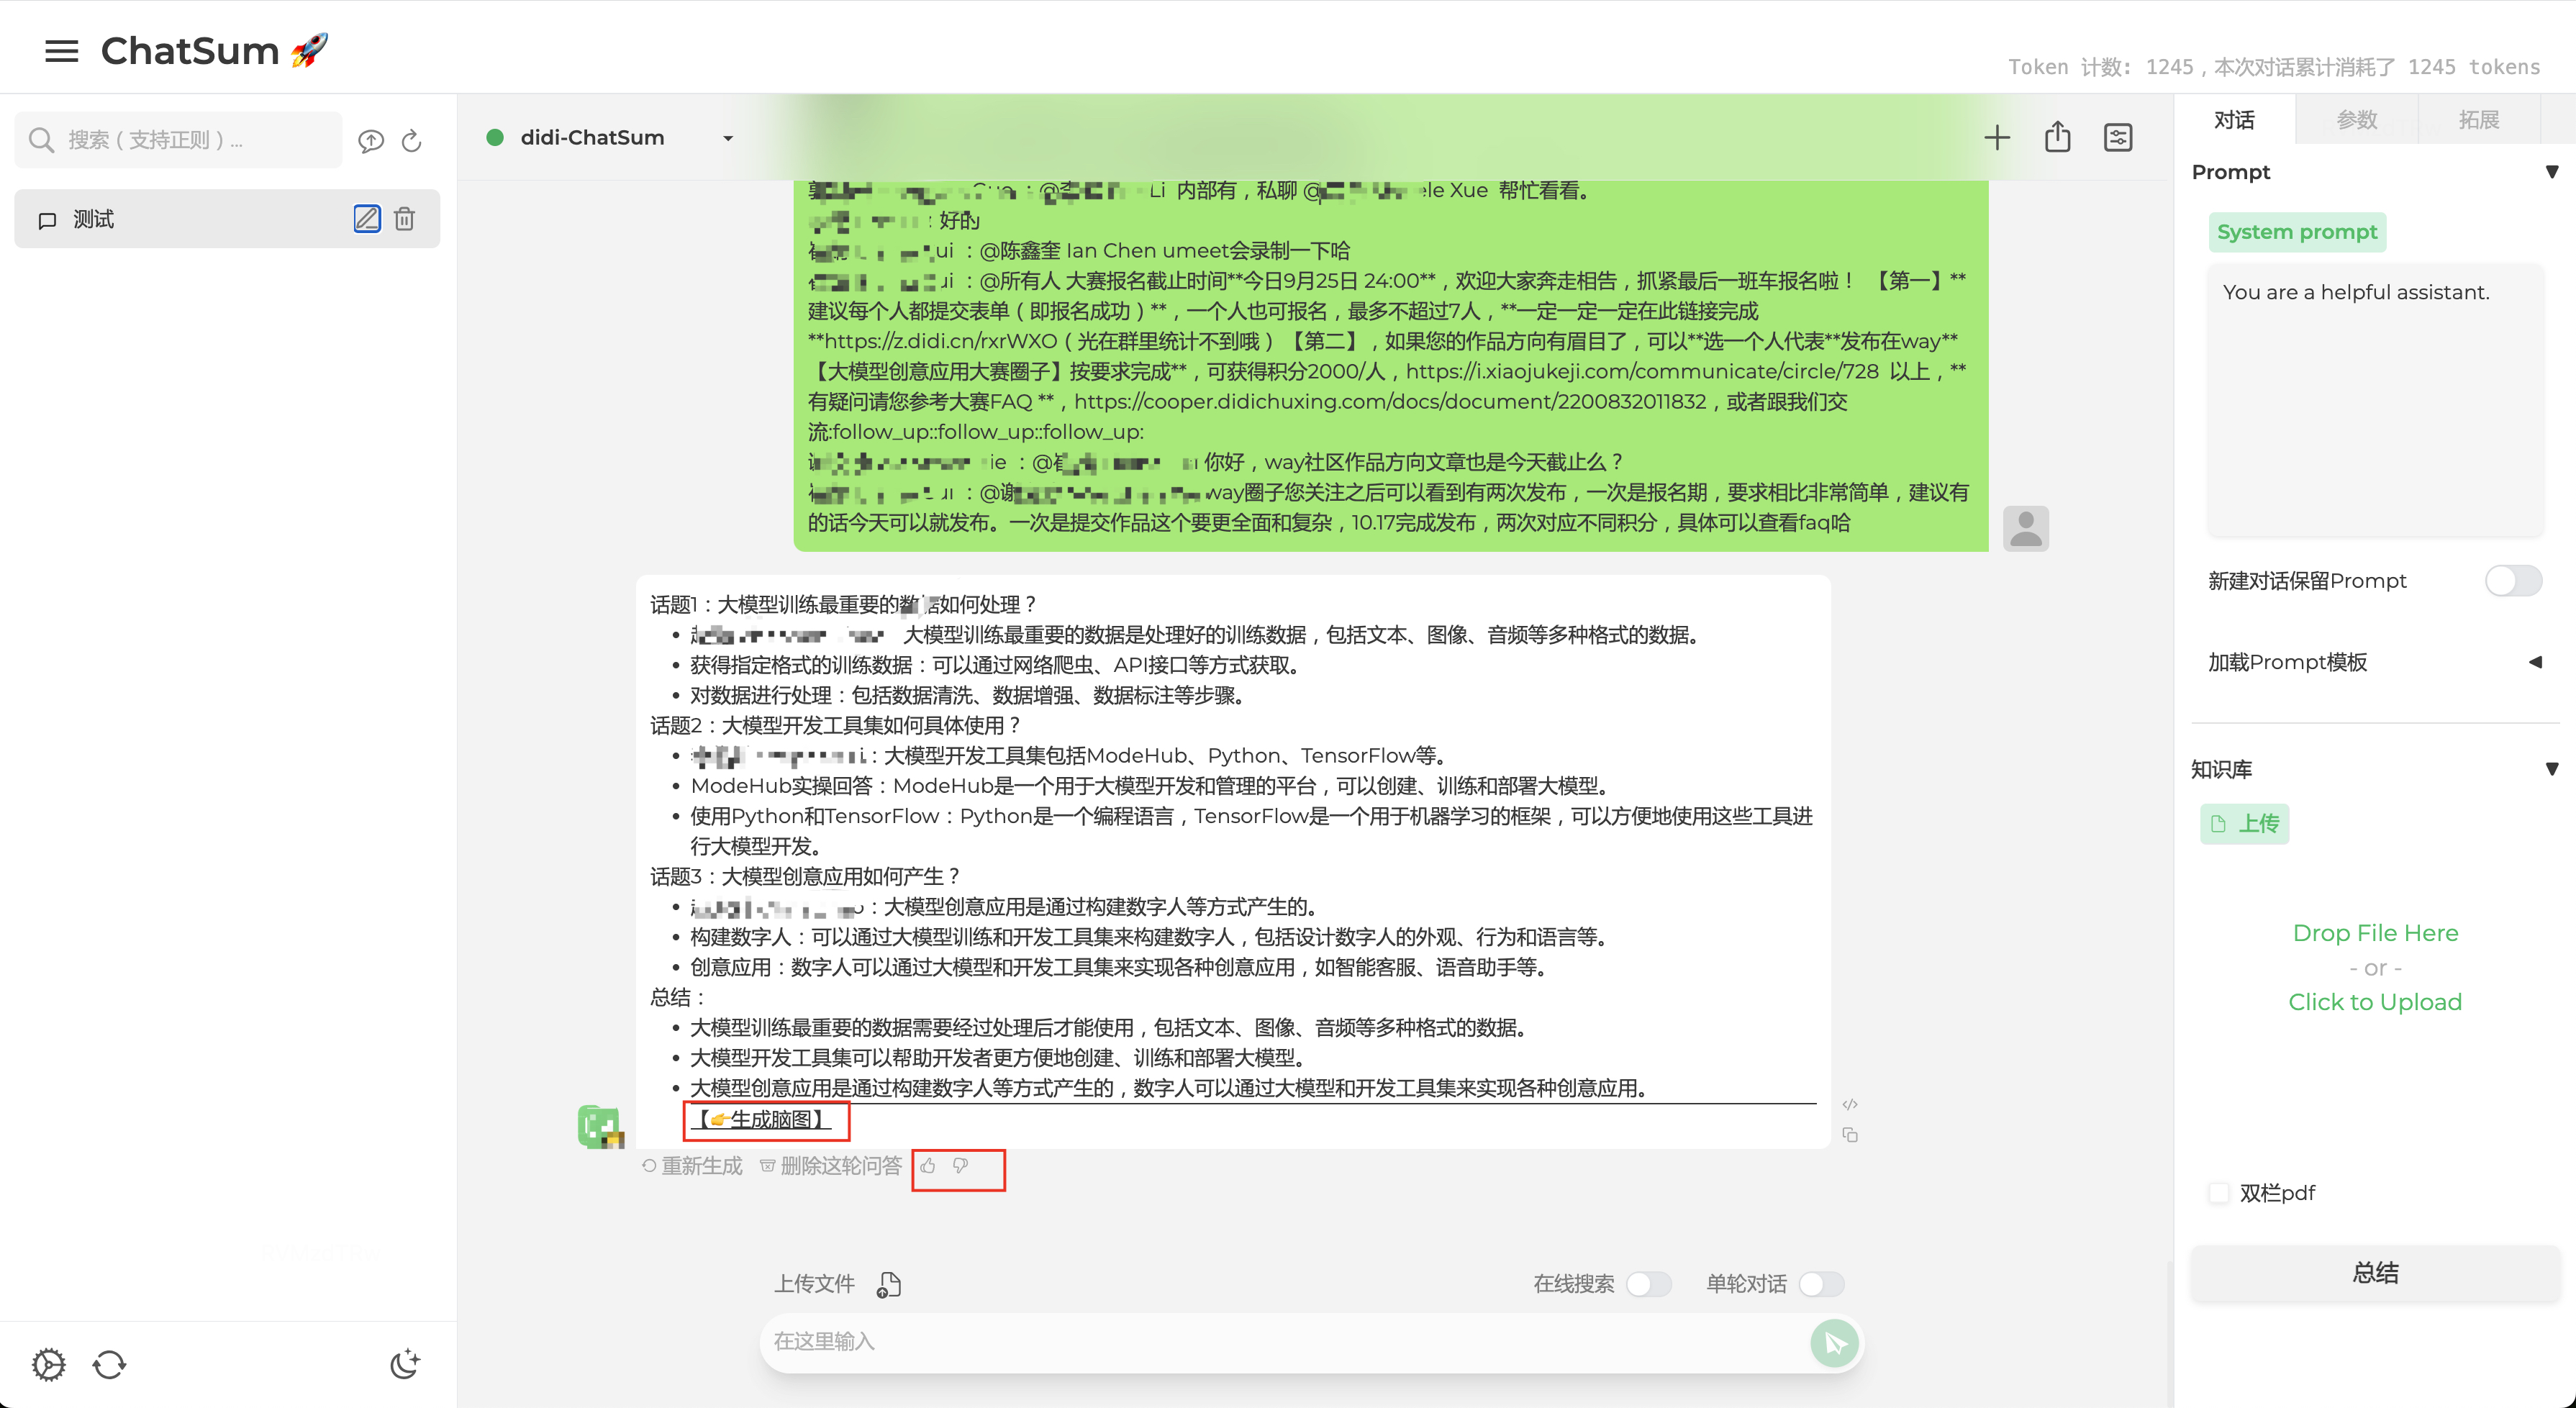 ChatSum 🚀
Token 计数: 1245，本次对话累计消耗了 1245 tokens
搜索（支持正则）...
测试
didi-ChatSum
Li 内部有，私聊 @ ele Xue 帮忙看看。
：好的
ui ：@陈鑫奎 Ian Chen umeet会录制一下哈
ui ：@所有人 大赛报名截止时间**今日9月25日 24:00**，欢迎大家奔走相告，抓紧最后一班车报名啦！ 【第一】**
建议每个人都提交表单（即报名成功）**，一个人也可报名，最多不超过7人，**一定一定一定在此链接完成
**https://z.didi.cn/rxrWXO（光在群里统计不到哦）【第二】，如果您的作品方向有眉目了，可以**选一个人代表**发布在way**
【大模型创意应用大赛圈子】按要求完成**，可获得积分2000/人，https://i.xiaojukeji.com/communicate/circle/728 以上，**
有疑问请您参考大赛FAQ **，https://cooper.didichuxing.com/docs/document/2200832011832，或者跟我们交
流:follow_up::follow_up::follow_up:
ie ：@ 你好，way社区作品方向文章也是今天截止么？
：@谢 way圈子您关注之后可以看到有两次发布，一次是报名期，要求相比非常简单，建议有
的话今天可以就发布。一次是提交作品这个要更全面和复杂，10.17完成发布，两次对应不同积分，具体可以查看faq哈
话题1：大模型训练最重要的数据如何处理？
• 大模型训练最重要的数据是处理好的训练数据，包括文本、图像、音频等多种格式的数据。
• 获得指定格式的训练数据：可以通过网络爬虫、API接口等方式获取。
• 对数据进行处理：包括数据清洗、数据增强、数据标注等步骤。
话题2：大模型开发工具集如何具体使用？
• i：大模型开发工具集包括ModeHub、Python、TensorFlow等。
• ModeHub实操回答：ModeHub是一个用于大模型开发和管理的平台，可以创建、训练和部署大模型。
• 使用Python和TensorFlow：Python是一个编程语言，TensorFlow是一个用于机器学习的框架，可以方便地使用这些工具进
行大模型开发。
话题3：大模型创意应用如何产生？
• ：大模型创意应用是通过构建数字人等方式产生的。
• 构建数字人：可以通过大模型训练和开发工具集来构建数字人，包括设计数字人的外观、行为和语言等。
• 创意应用：数字人可以通过大模型和开发工具集来实现各种创意应用，如智能客服、语音助手等。
总结：
• 大模型训练最重要的数据需要经过处理后才能使用，包括文本、图像、音频等多种格式的数据。
• 大模型开发工具集可以帮助开发者更方便地创建、训练和部署大模型。
• 大模型创意应用是通过构建数字人等方式产生的，数字人可以通过大模型和开发工具集来实现各种创意应用。
【👉生成脑图】
重新生成 删除这轮问答
上传文件
在线搜索 单轮对话
在这里输入
对话 参数 拓展
Prompt
System prompt
You are a helpful assistant.
新建对话保留Prompt
加载Prompt模板
知识库
上传
Drop File Here
- or -
Click to Upload
双栏pdf
总结